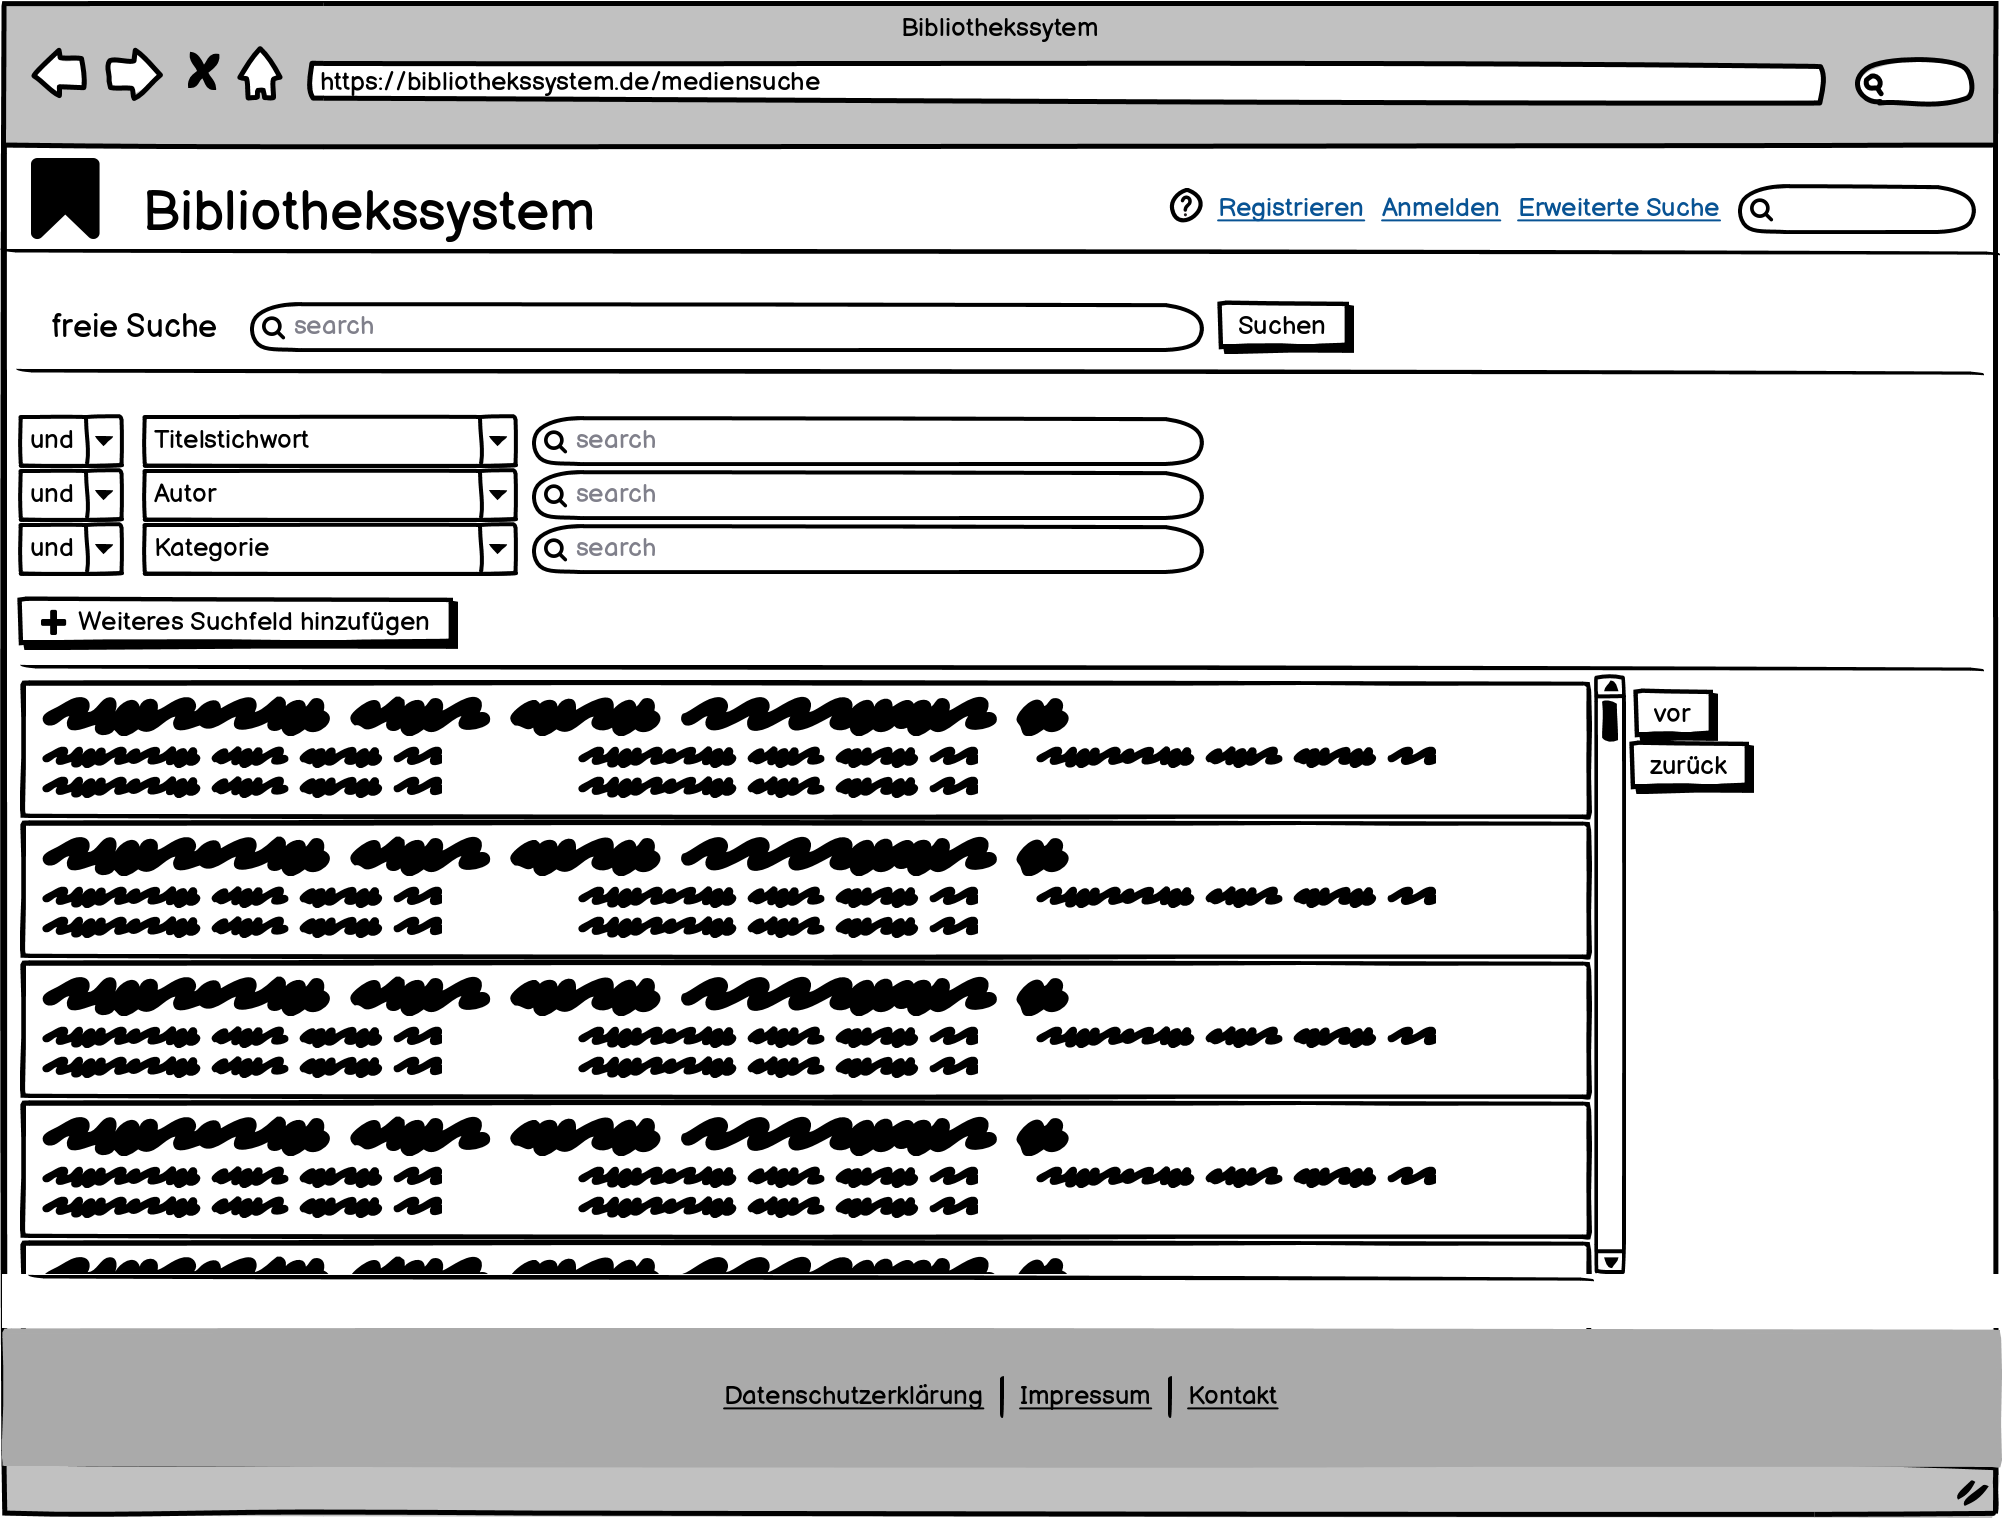 Bibliothekssytem
https://bibliothekssystem.de/mediensuche
Bibliothekssystem
? Registrieren Anmelden Erweiterte Suche
freie Suche search Suchen
und Titelstichwort search
und Autor search
und Kategorie search
+ Weiteres Suchfeld hinzufügen
vor
zurück
Datenschutzerklärung | Impressum | Kontakt